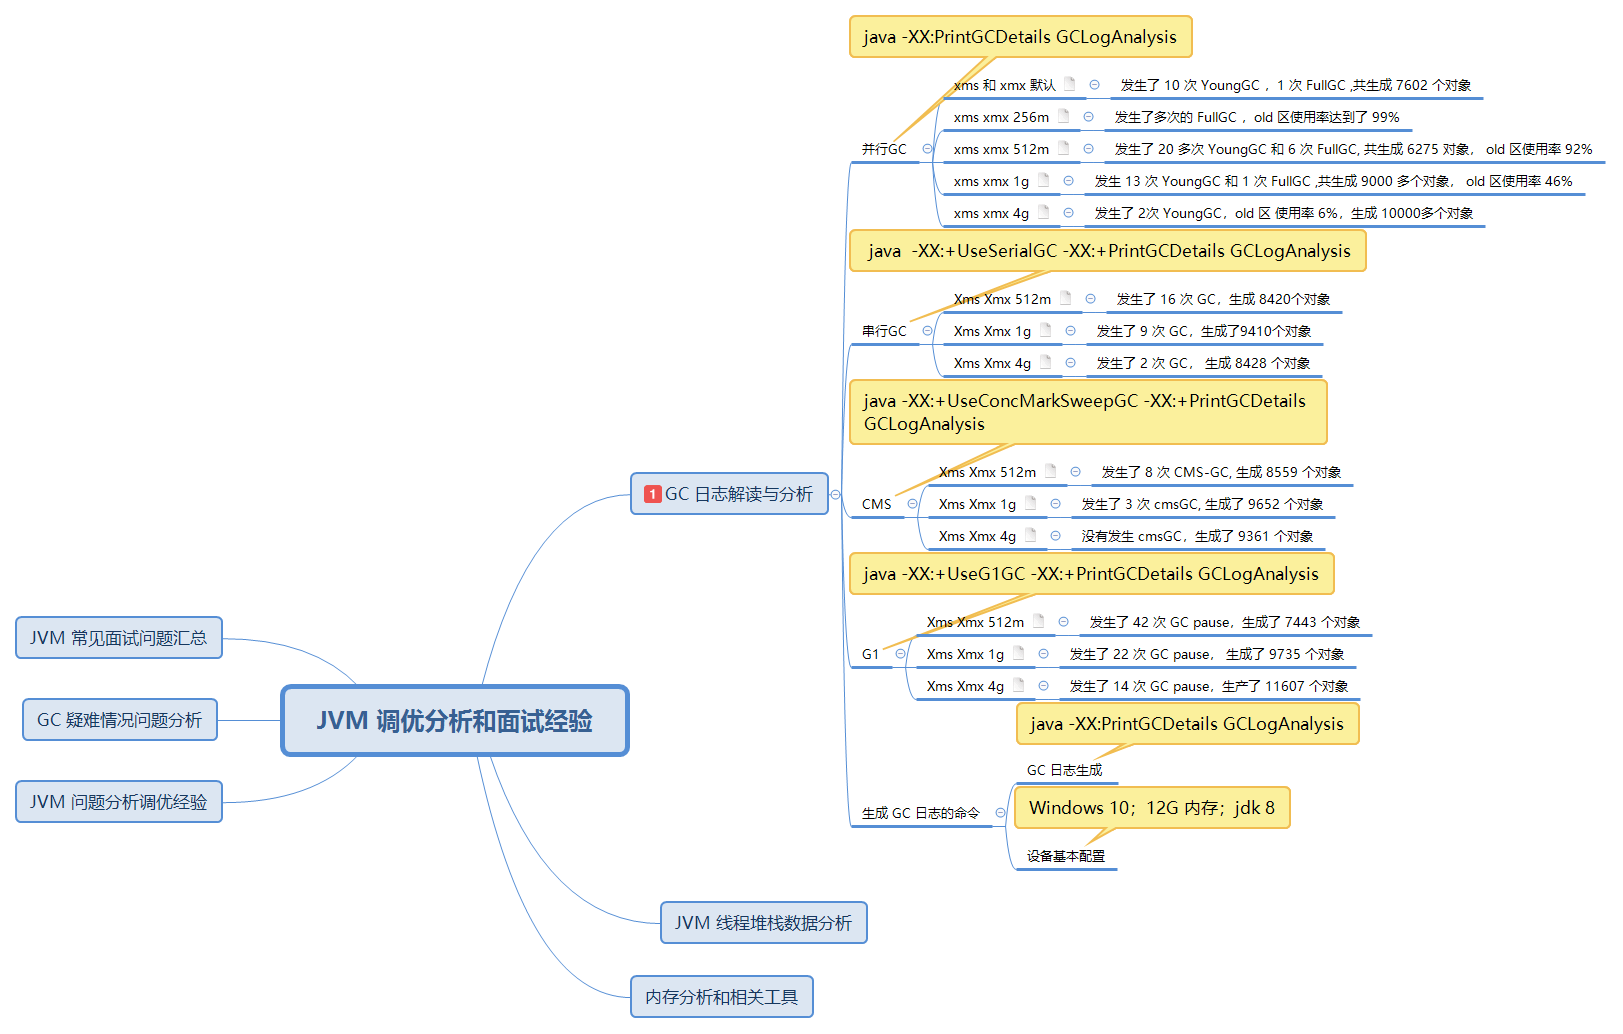 java -XX:PrintGCDetails GCLogAnalysis
xms 和 xmx 默认
发生了 10 次 YoungGC ，1 次 FullGC ,共生成 7602 个对象
xms xmx 256m
发生了多次的 FullGC ，old 区使用率达到了 99%
并行GC
xms xmx 512m
发生了 20 多次 YoungGC 和 6 次 FullGC, 共生成 6275 对象， old 区使用率 92%
xms xmx 1g
发生 13 次 YoungGC 和 1 次 FullGC ,共生成 9000 多个对象， old 区使用率 46%
xms xmx 4g
发生了 2次 YoungGC，old 区 使用率 6%，生成 10000多个对象
java  -XX:+UseSerialGC -XX:+PrintGCDetails GCLogAnalysis
Xms Xmx 512m
发生了 16 次 GC，生成 8420个对象
串行GC
Xms Xmx 1g
发生了 9 次 GC，生成了9410个对象
Xms Xmx 4g
发生了 2 次 GC， 生成 8428 个对象
java -XX:+UseConcMarkSweepGC -XX:+PrintGCDetails
GCLogAnalysis
Xms Xmx 512m
发生了 8 次 CMS-GC, 生成 8559 个对象
CMS
Xms Xmx 1g
发生了 3 次 cmsGC, 生成了 9652 个对象
Xms Xmx 4g
没有发生 cmsGC，生成了 9361 个对象
java -XX:+UseG1GC -XX:+PrintGCDetails GCLogAnalysis
Xms Xmx 512m
发生了 42 次 GC pause，生成了 7443 个对象
G1
Xms Xmx 1g
发生了 22 次 GC pause， 生成了 9735 个对象
Xms Xmx 4g
发生了 14 次 GC pause，生产了 11607 个对象
java -XX:PrintGCDetails GCLogAnalysis
GC 日志生成
生成 GC 日志的命令
Windows 10；12G 内存；jdk 8
设备基本配置
1 GC 日志解读与分析
JVM 常见面试问题汇总
GC 疑难情况问题分析
JVM 调优分析和面试经验
JVM 问题分析调优经验
JVM 线程堆栈数据分析
内存分析和相关工具